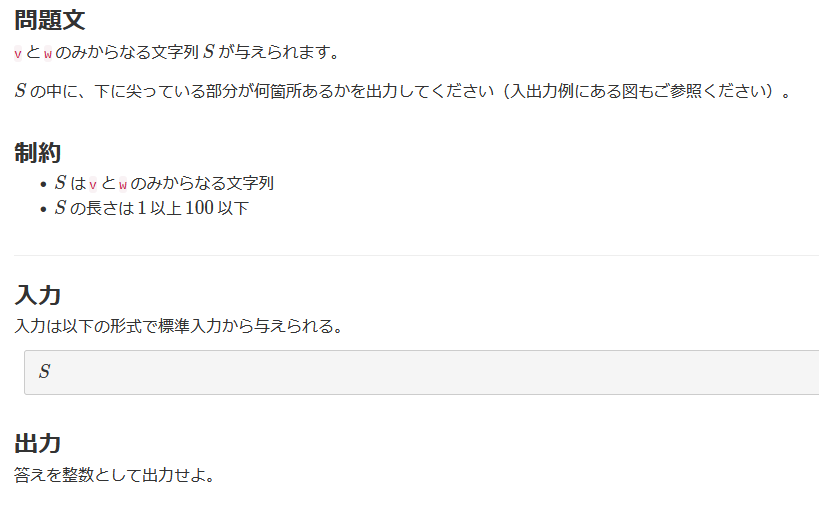 問題文
v と w のみからなる文字列 S が与えられます。
S の中に、下に尖っている部分が何箇所あるかを出力してください（入出力例にある図もご参照ください）。
制約
• S は v と w のみからなる文字列
• S の長さは 1 以上 100 以下
入力
入力は以下の形式で標準入力から与えられる。
S
出力
答えを整数として出力せよ。